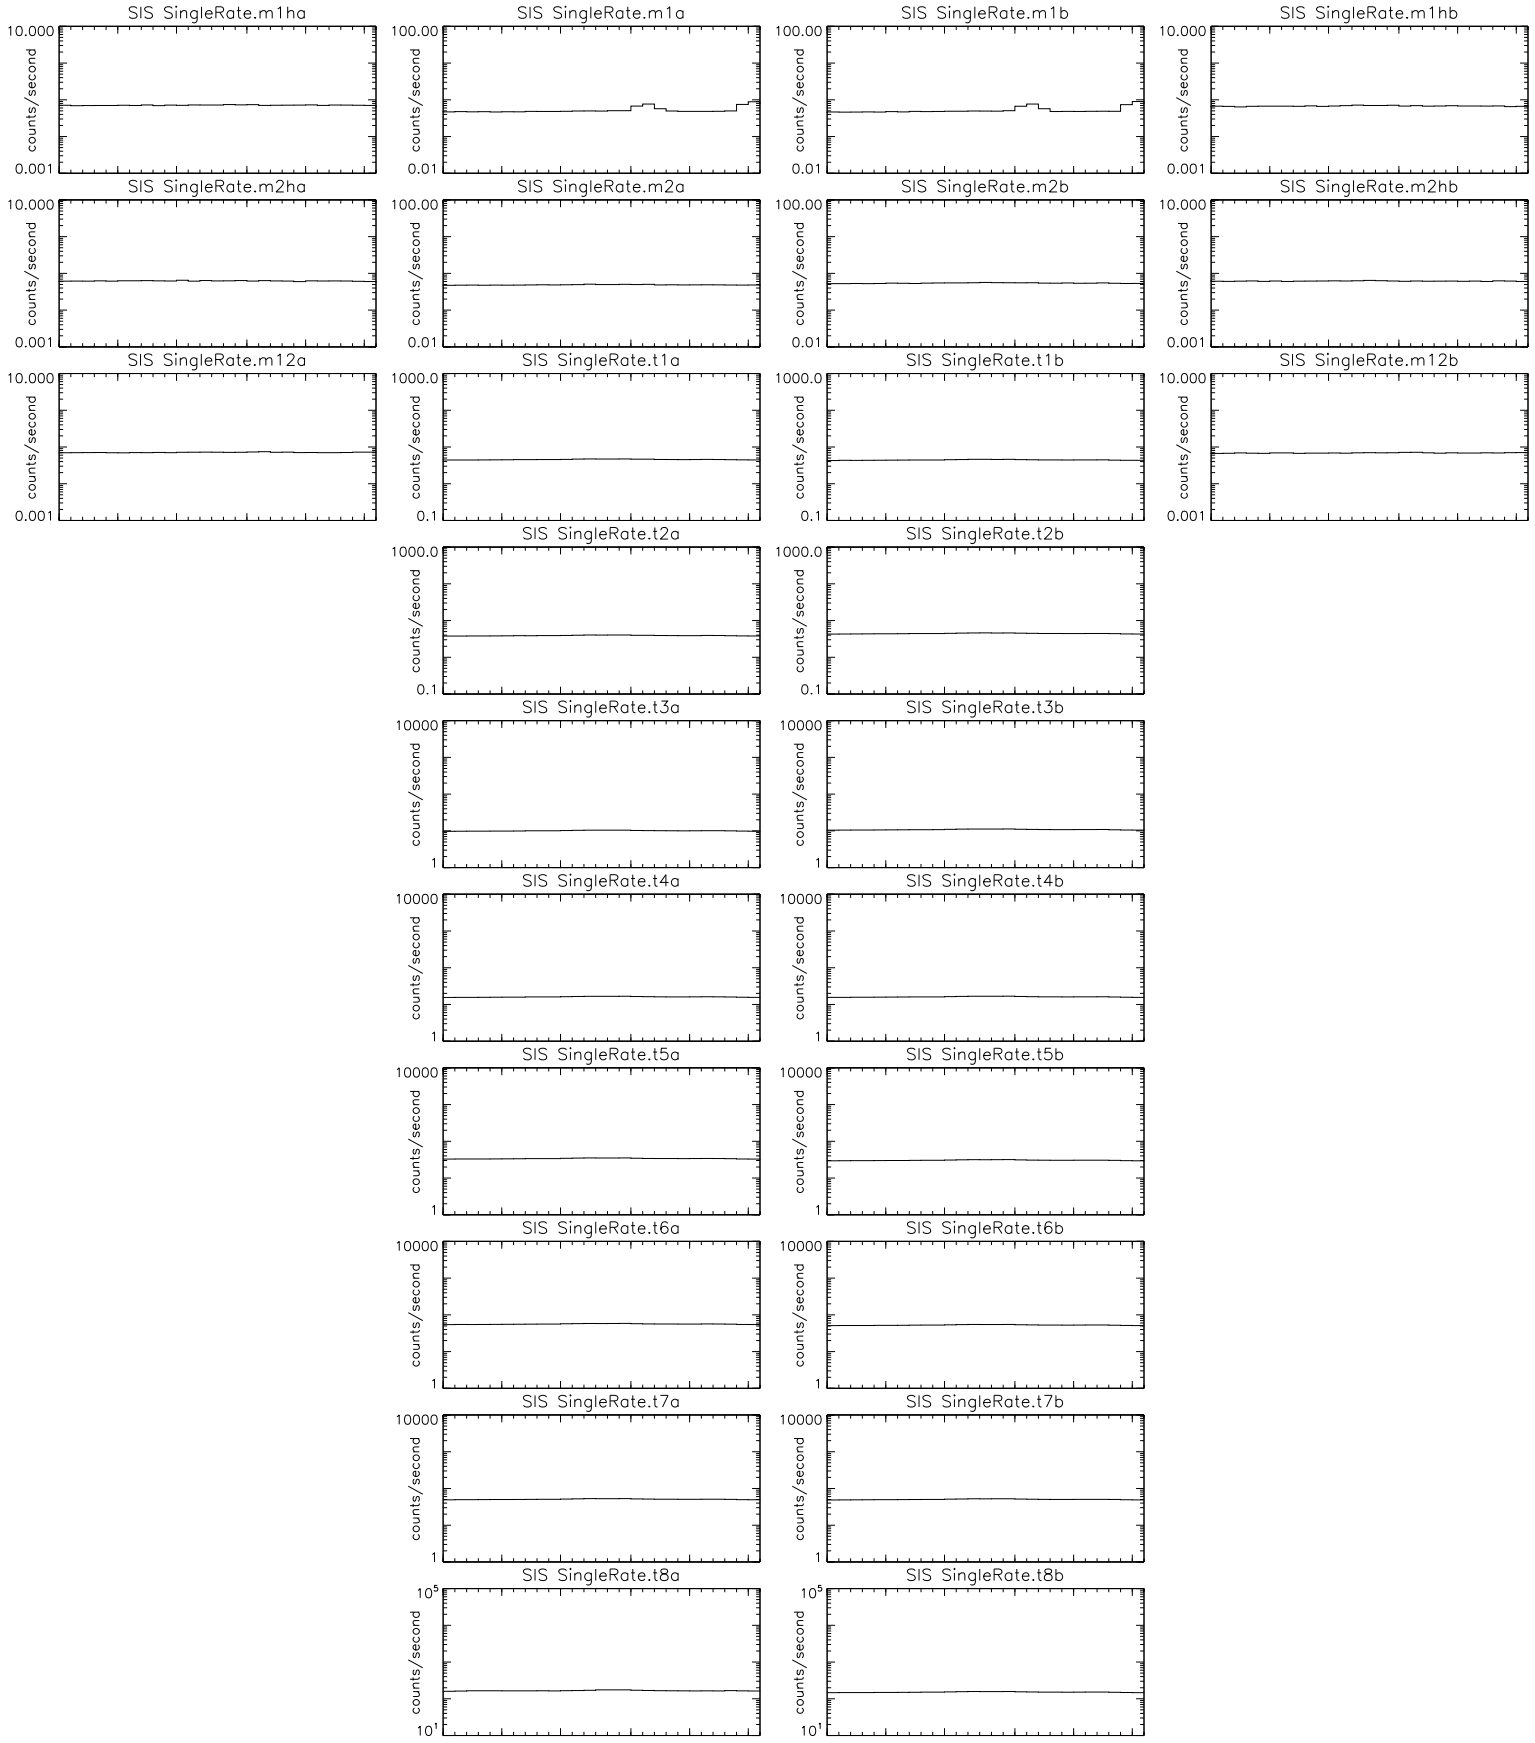 SIS SingleRate.m1ha
10.000
counts/second
0.001
SIS SingleRate.m1a
100.00
counts/second
0.01
SIS SingleRate.m1b
100.00
counts/second
0.01
SIS SingleRate.m1hb
10.000
counts/second
0.001
SIS SingleRate.m2ha
10.000
counts/second
0.001
SIS SingleRate.m2a
100.00
counts/second
0.01
SIS SingleRate.m2b
100.00
counts/second
0.01
SIS SingleRate.m2hb
10.000
counts/second
0.001
SIS SingleRate.m12a
10.000
counts/second
0.001
SIS SingleRate.t1a
1000.0
counts/second
0.1
SIS SingleRate.t1b
1000.0
counts/second
0.1
SIS SingleRate.m12b
10.000
counts/second
0.001
SIS SingleRate.t2a
1000.0
counts/second
0.1
SIS SingleRate.t2b
1000.0
counts/second
0.1
SIS SingleRate.t3a
10000
counts/second
1
SIS SingleRate.t3b
10000
counts/second
1
SIS SingleRate.t4a
10000
counts/second
1
SIS SingleRate.t4b
10000
counts/second
1
SIS SingleRate.t5a
10000
counts/second
1
SIS SingleRate.t5b
10000
counts/second
1
SIS SingleRate.t6a
10000
counts/second
1
SIS SingleRate.t6b
10000
counts/second
1
SIS SingleRate.t7a
10000
counts/second
1
SIS SingleRate.t7b
10000
counts/second
1
SIS SingleRate.t8a
10⁵
counts/second
10¹
SIS SingleRate.t8b
10⁵
counts/second
10¹